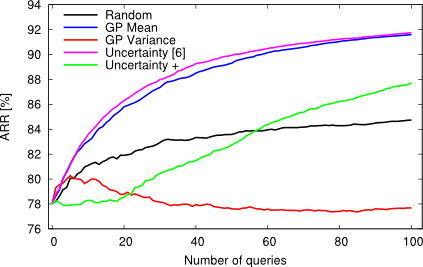 94
92
90
88
86
84
82
80
78
76
ARR [%]
Random
GP Mean
GP Variance
Uncertainty [6]
Uncertainty +
0
20
40
60
80
100
Number of queries